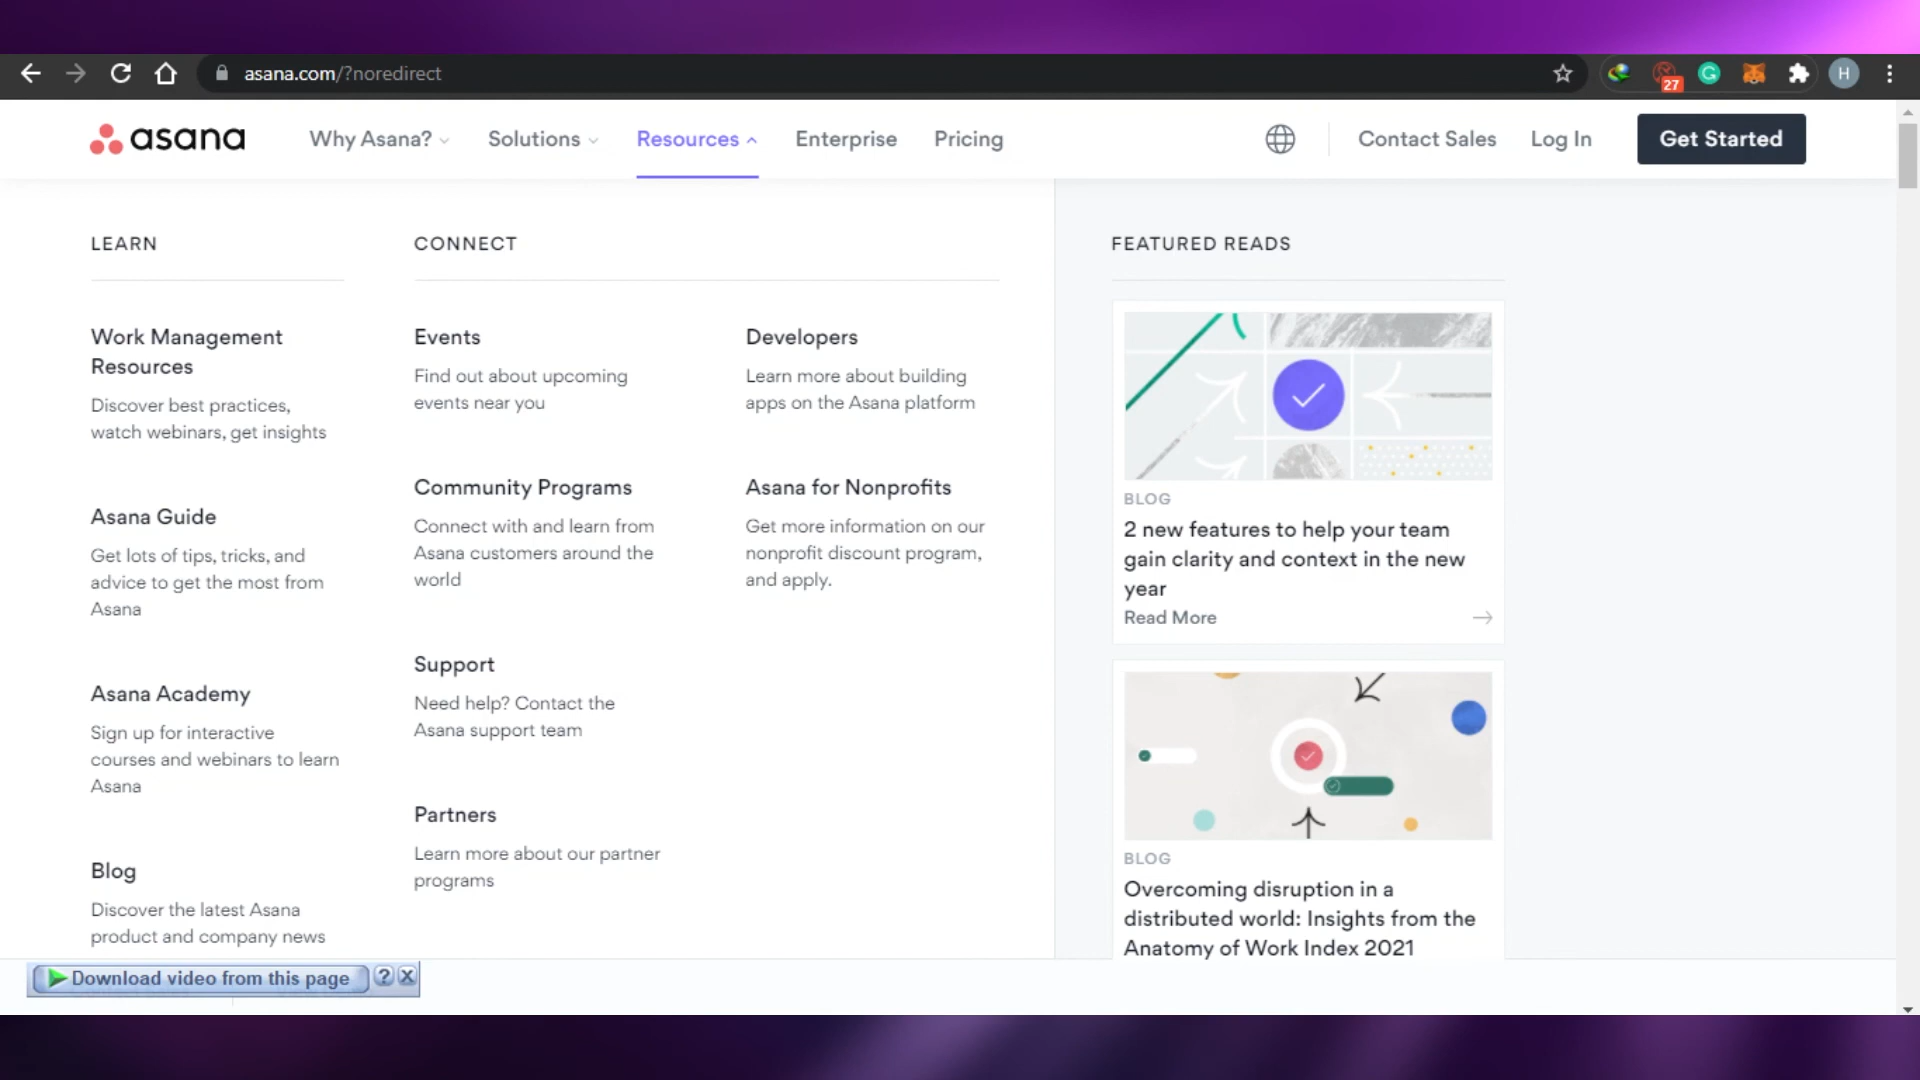 asana.com/?noredirect
27
H
asana
Why Asana?
Solutions
Resources
Enterprise
Pricing
Contact Sales
Log In
Get Started
LEARN
Work Management
Resources
Discover best practices,
watch webinars, get insights
Asana Guide
Get lots of tips, tricks, and
advice to get the most from
Asana
Asana Academy
Sign up for interactive
courses and webinars to learn
Asana
Blog
Discover the latest Asana
product and company news
CONNECT
Events
Find out about upcoming
events near you
Community Programs
Connect with and learn from
Asana customers around the
world
Support
Need help? Contact the
Asana support team
Partners
Learn more about our partner
programs
Developers
Learn more about building
apps on the Asana platform
Asana for Nonprofits
Get more information on our
nonprofit discount program,
and apply.
FEATURED READS
BLOG
2 new features to help your team
gain clarity and context in the new
year
Read More
BLOG
Overcoming disruption in a
distributed world: Insights from the
Anatomy of Work Index 2021
Download video from this page
?
X